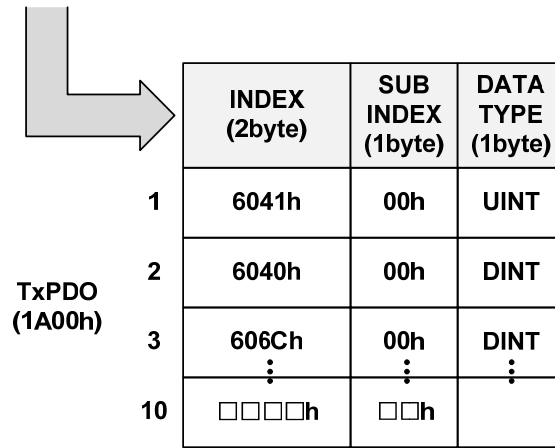 INDEX
(2byte)
SUB
INDEX
(1byte)
DATA
TYPE
(1byte)
1
6041h
00h
UINT
2
6040h
00h
DINT
TxPDO
(1A00h)
3
606Ch
00h
DINT
10
□□□□h
□□h